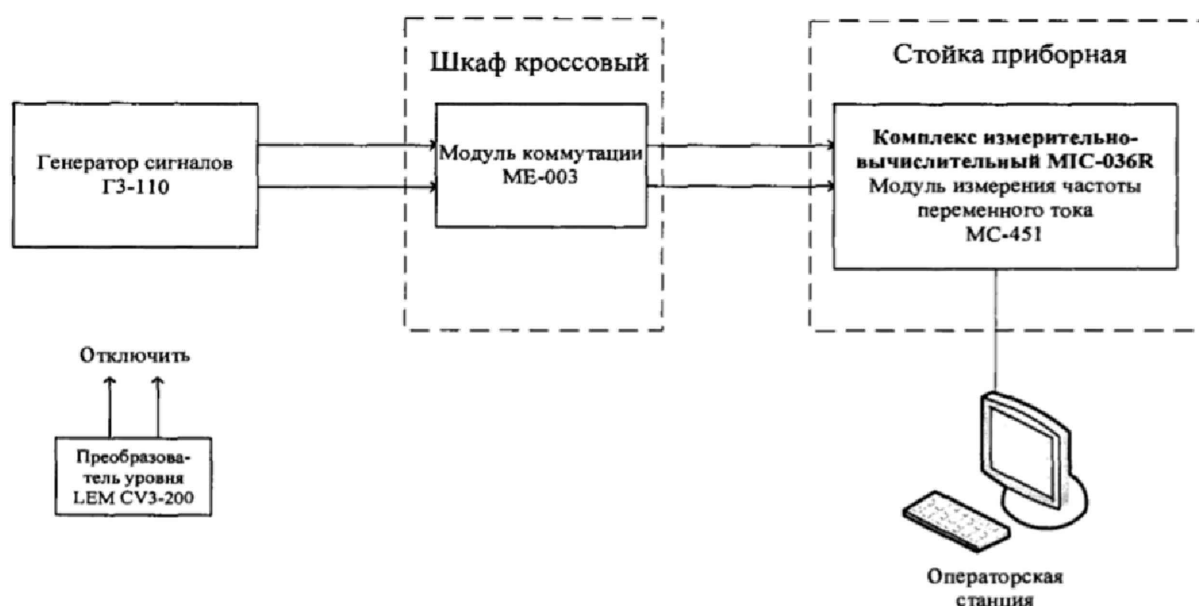 Шкаф кроссовый
Стойка приборная
Генератор сигналов
Г3-110
Модуль коммутации
МЕ-003
Комплекс измерительно-
вычислительный MIC-036R
Модуль измерения частоты
переменного тока
МС-451
Отключить
Преобразова-
тель уровня
LEM CV3-200
Операторская
станция